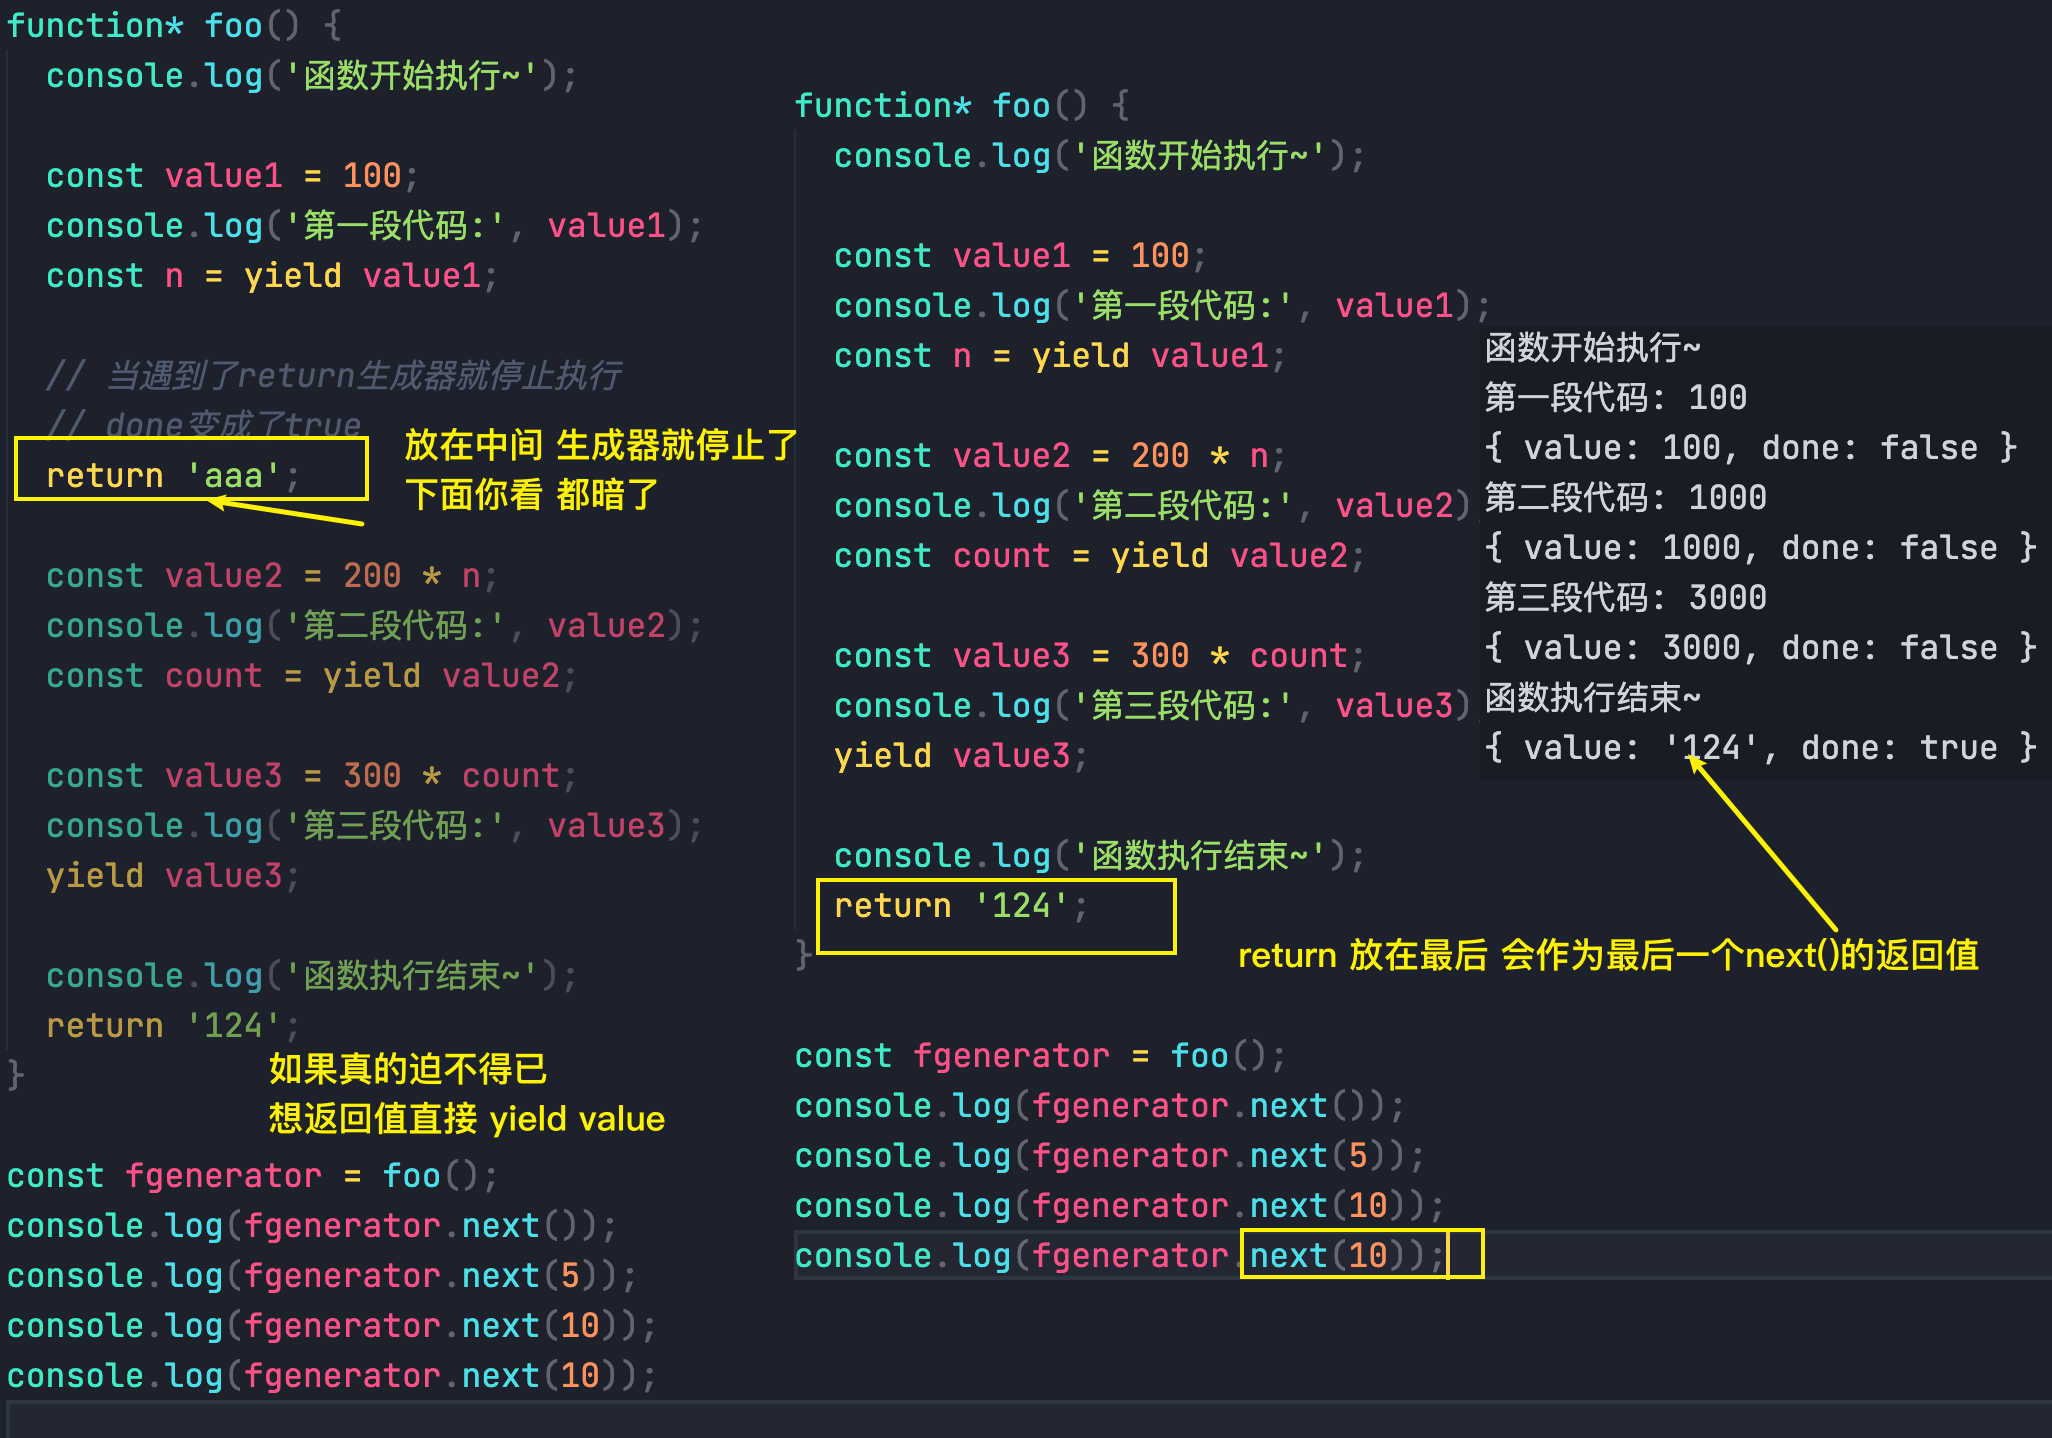 function* foo() {
console.log('函数开始执行~');
const value1 = 100;
console.log('第一段代码:', value1);
const n = yield value1;
// 当遇到了return生成器就停止执行
// done变成了true
return 'aaa';
放在中间 生成器就停止了
下面你看 都暗了
const value2 = 200 * n;
console.log('第二段代码:', value2);
const count = yield value2;
const value3 = 300 * count;
console.log('第三段代码:', value3);
yield value3;
console.log('函数执行结束~');
return '124';
}
如果真的迫不得已
想返回值直接 yield value
const fgenerator = foo();
console.log(fgenerator.next());
console.log(fgenerator.next(5));
console.log(fgenerator.next(10));
console.log(fgenerator.next(10));
function* foo() {
console.log('函数开始执行~');
const value1 = 100;
console.log('第一段代码:', value1);
const n = yield value1;
const value2 = 200 * n;
console.log('第二段代码:', value2)
const count = yield value2;
const value3 = 300 * count;
console.log('第三段代码:', value3)
yield value3;
console.log('函数执行结束~');
return '124';
}
const fgenerator = foo();
console.log(fgenerator.next());
console.log(fgenerator.next(5));
console.log(fgenerator.next(10));
console.log(fgenerator.next(10));
函数开始执行~
第一段代码: 100
{ value: 100, done: false }
第二段代码: 1000
{ value: 1000, done: false }
第三段代码: 3000
{ value: 3000, done: false }
函数执行结束~
{ value: '124', done: true }
return 放在最后 会作为最后一个next()的返回值